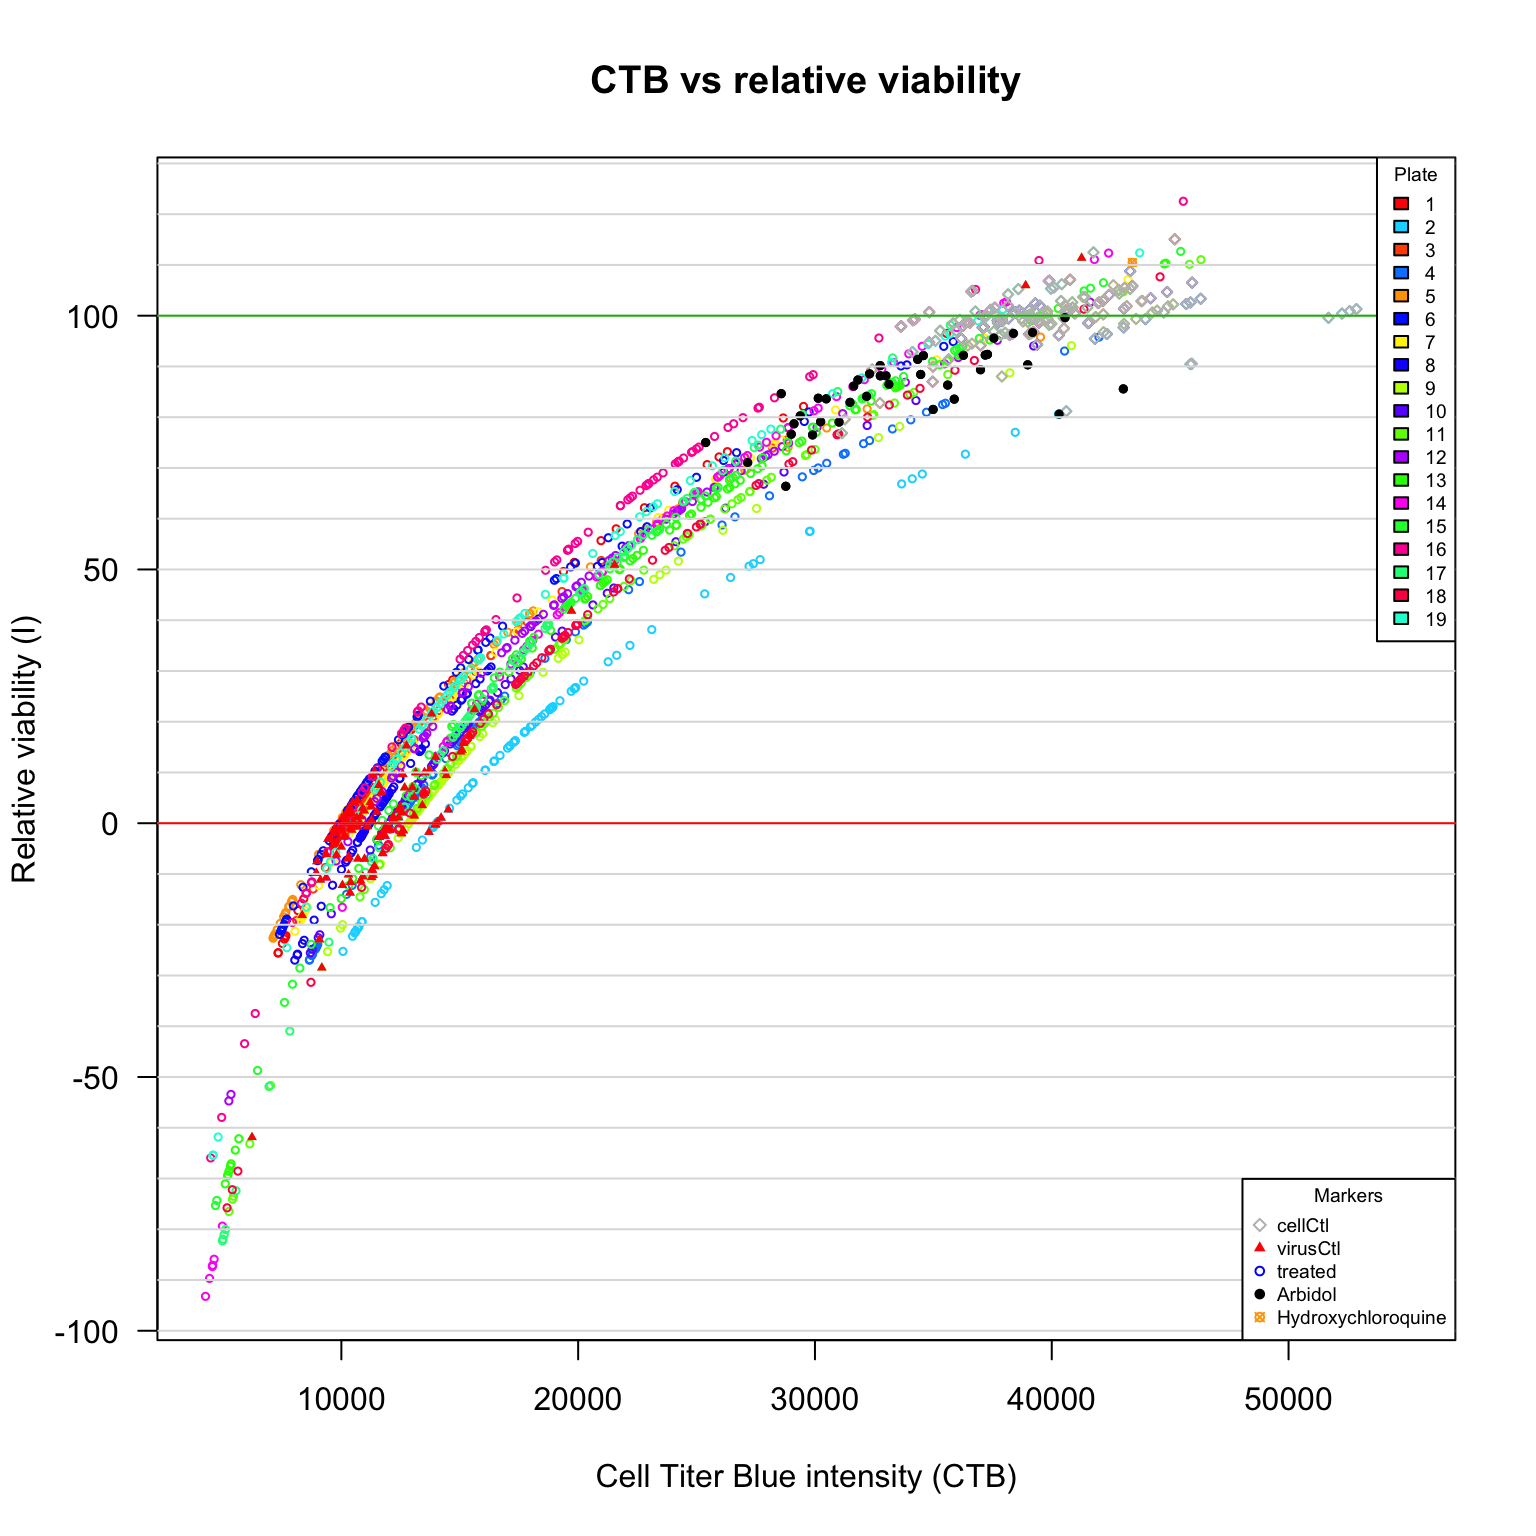 CTB vs relative viability
Plate
1
2
3
4
5
6
7
8
9
10
11
12
13
14
15
16
17
18
19
100
50
0
-50
-100
Relative viability (I)
Markers
cellCtl
virusCtl
treated
Arbidol
Hydroxychloroquine
10000 20000 30000 40000 50000
Cell Titer Blue intensity (CTB)